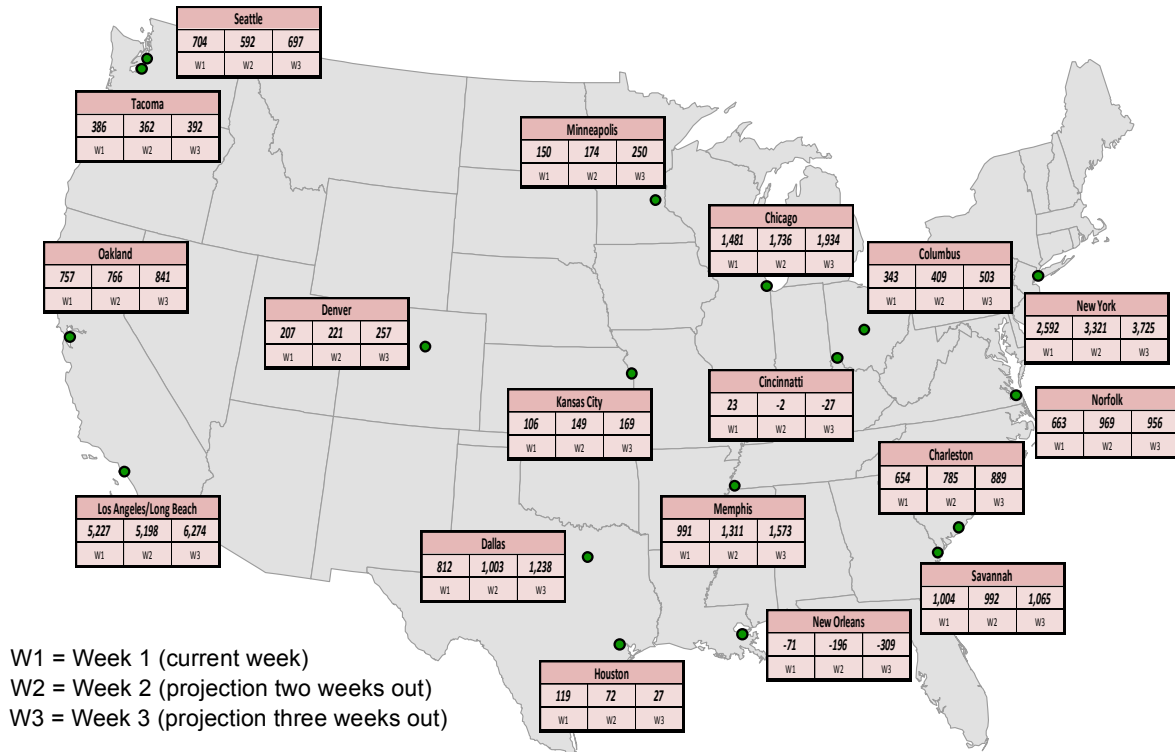 Seattle
704 592 697
W1 W2 W3
Tacoma
386 362 392
W1 W2 W3
Minneapolis
150 174 250
W1 W2 W3
Chicago
1,481 1,736 1,934
W1 W2 W3
Oakland
757 766 841
W1 W2 W3
Columbus
343 409 503
W1 W2 W3
Denver
207 221 257
W1 W2 W3
New York
2,592 3,321 3,725
W1 W2 W3
Cincinnatti
23 -2 -27
W1 W2 W3
Kansas City
106 149 169
W1 W2 W3
Norfolk
663 969 956
W1 W2 W3
Charleston
654 785 889
W1 W2 W3
Los Angeles/Long Beach
5,227 5,198 6,274
W1 W2 W3
Memphis
991 1,311 1,573
W1 W2 W3
Dallas
812 1,003 1,238
W1 W2 W3
Savannah
1,004 992 1,065
W1 W2 W3
New Orleans
-71 -196 -309
W1 W2 W3
Houston
119 72 27
W1 W2 W3
W1 = Week 1 (current week)
W2 = Week 2 (projection two weeks out)
W3 = Week 3 (projection three weeks out)